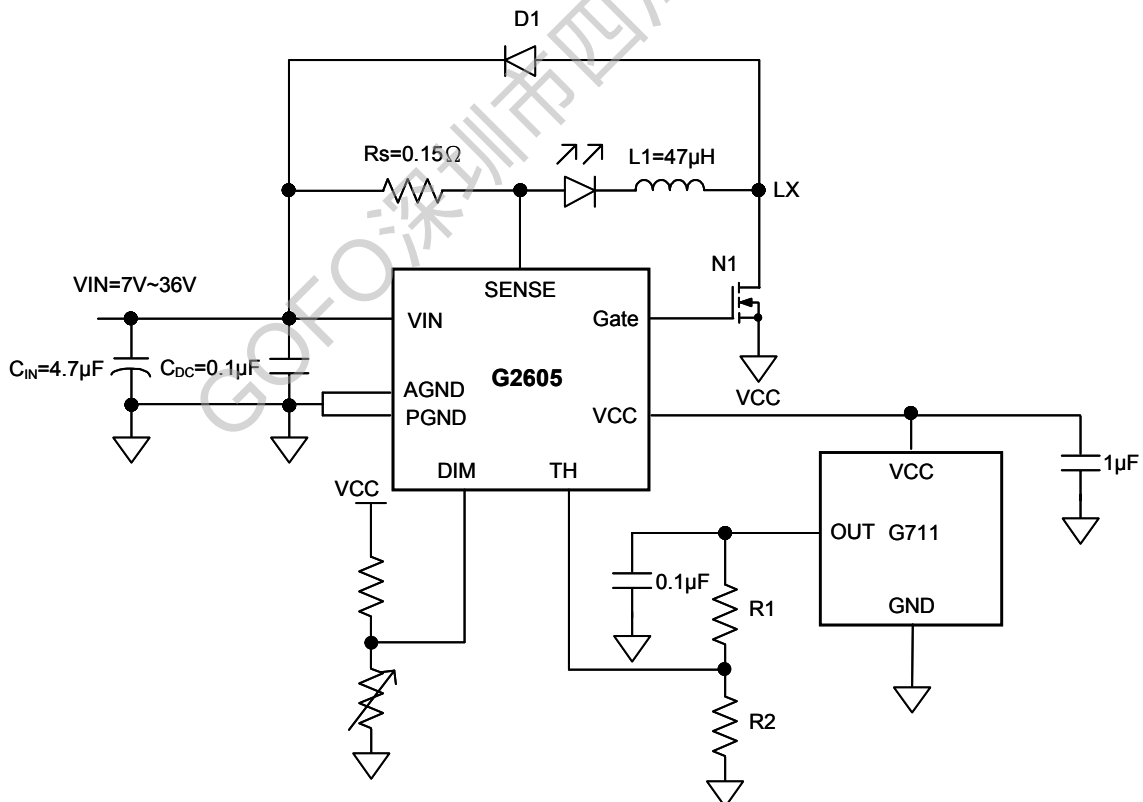 D1
Rs=0.15Ω
L1=47µH
LX
N1
VIN=7V~36V
SENSE
VIN
Gate
CIN=4.7µF
CDC=0.1µF
G2605
AGND
PGND
VCC
VCC
DIM
TH
VCC
VCC
1µF
OUT
G711
0.1µF
R1
GND
R2
GOFO深圳市四